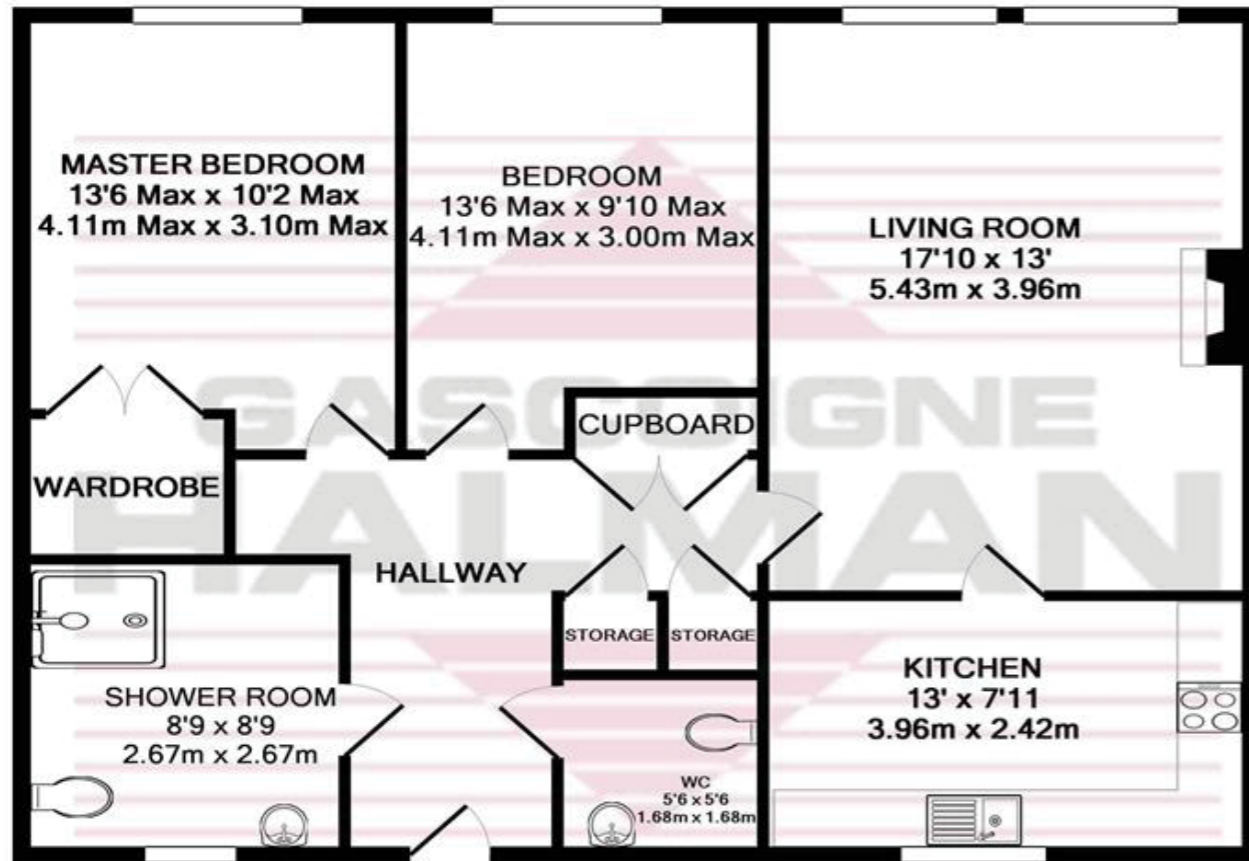 MASTER BEDROOM
13'6 Max x 10'2 Max
4.11m Max x 3.10m Max
BEDROOM
13'6 Max x 9'10 Max
4.11m Max x 3.00m Max
LIVING ROOM
17'10 x 13'
5.43m x 3.96m
GASCOIGNE
HALMAN
CUPBOARD
WARDROBE
HALLWAY
STORAGE
STORAGE
SHOWER ROOM
8'9 x 8'9
2.67m x 2.67m
KITCHEN
13' x 7'11
3.96m x 2.42m
WC
5'6 x 5'6
1.68m x 1.68m